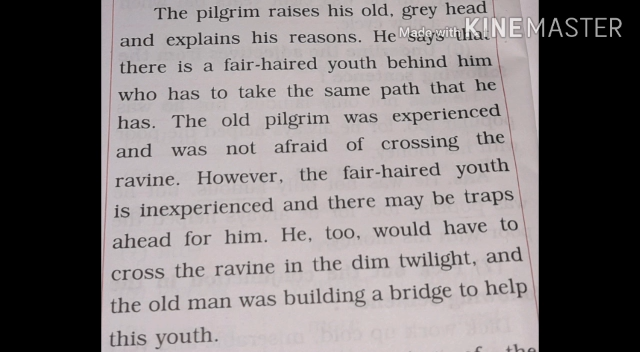 The pilgrim raises his old, grey head
and explains his reasons. He says that
Made with KINEMASTER
there is a fair-haired youth behind him
who has to take the same path that he
has. The old pilgrim was experienced
and was not afraid of crossing the
ravine. However, the fair-haired youth
is inexperienced and there may be traps
ahead for him. He, too, would have to
cross the ravine in the dim twilight, and
the old man was building a bridge to help
this youth.
of the